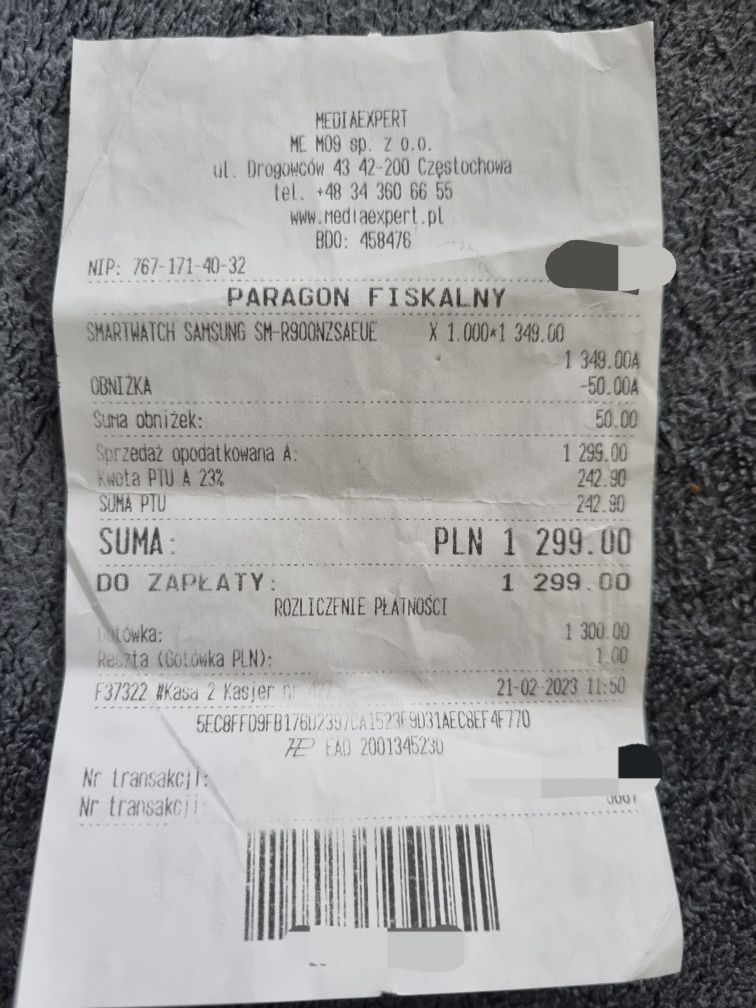 MEDIAEXPERT
ME M09 sp. z o.o.
ul. Drogowców 43 42-200 Częstochowa
tel. +48 34 360 66 55
www.mediaexpert.pl
BDO: 458476
NIP: 767-171-40-32
PARAGON FISKALNY
SMARTWATCH SAMSUNG SM-R900NZSAEUE X 1.000*1 349.00
1 349.00A
OBNIŻKA -50.00A
Suma obniżek: 50.00
Sprzedaż opodatkowana A: 1 299.00
Kwota PTU A 23% 242.90
SUMA PTU 242.90
SUMA: PLN 1 299.00
DO ZAPŁATY: 1 299.00
ROZLICZENIE PŁATNOŚCI
Gotówka: 1 300.00
Reszta (Gotówka PLN): 1.00
F37322 #Kasa 2 Kasjer nr 21-02-2023 11:50
EAD 2001345230
Nr transakcji:
Nr transakcji: